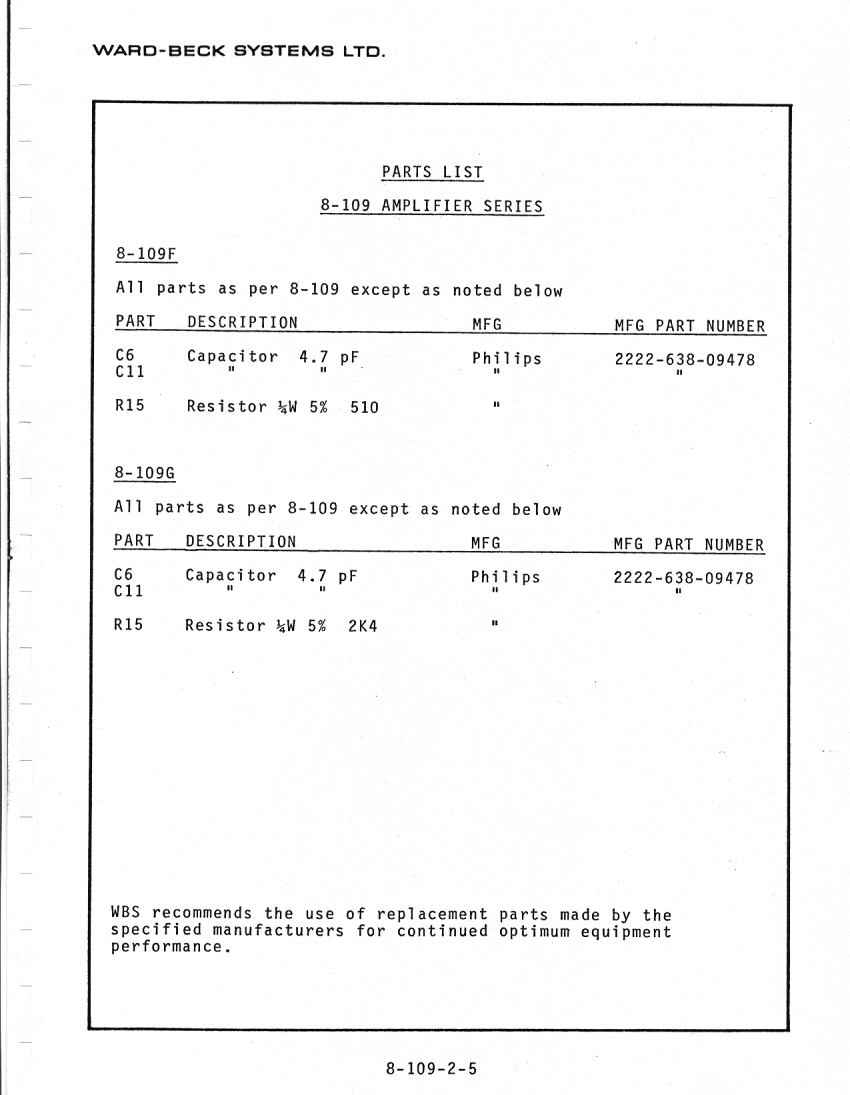 WARD-BECK SYSTEMS LTD.
PARTS LIST
8-109 AMPLIFIER SERIES
8-109F
All parts as per 8-109 except as noted below
PART DESCRIPTION MFG MFG PART NUMBER
C6 Capacitor 4.7 pF Philips 2222-638-09478
C11 " " " "
R15 Resistor ¼W 5% 510 "
8-109G
All parts as per 8-109 except as noted below
PART DESCRIPTION MFG MFG PART NUMBER
C6 Capacitor 4.7 pF Philips 2222-638-09478
C11 " " " "
R15 Resistor ¼W 5% 2K4 "
WBS recommends the use of replacement parts made by the
specified manufacturers for continued optimum equipment
performance.
8-109-2-5